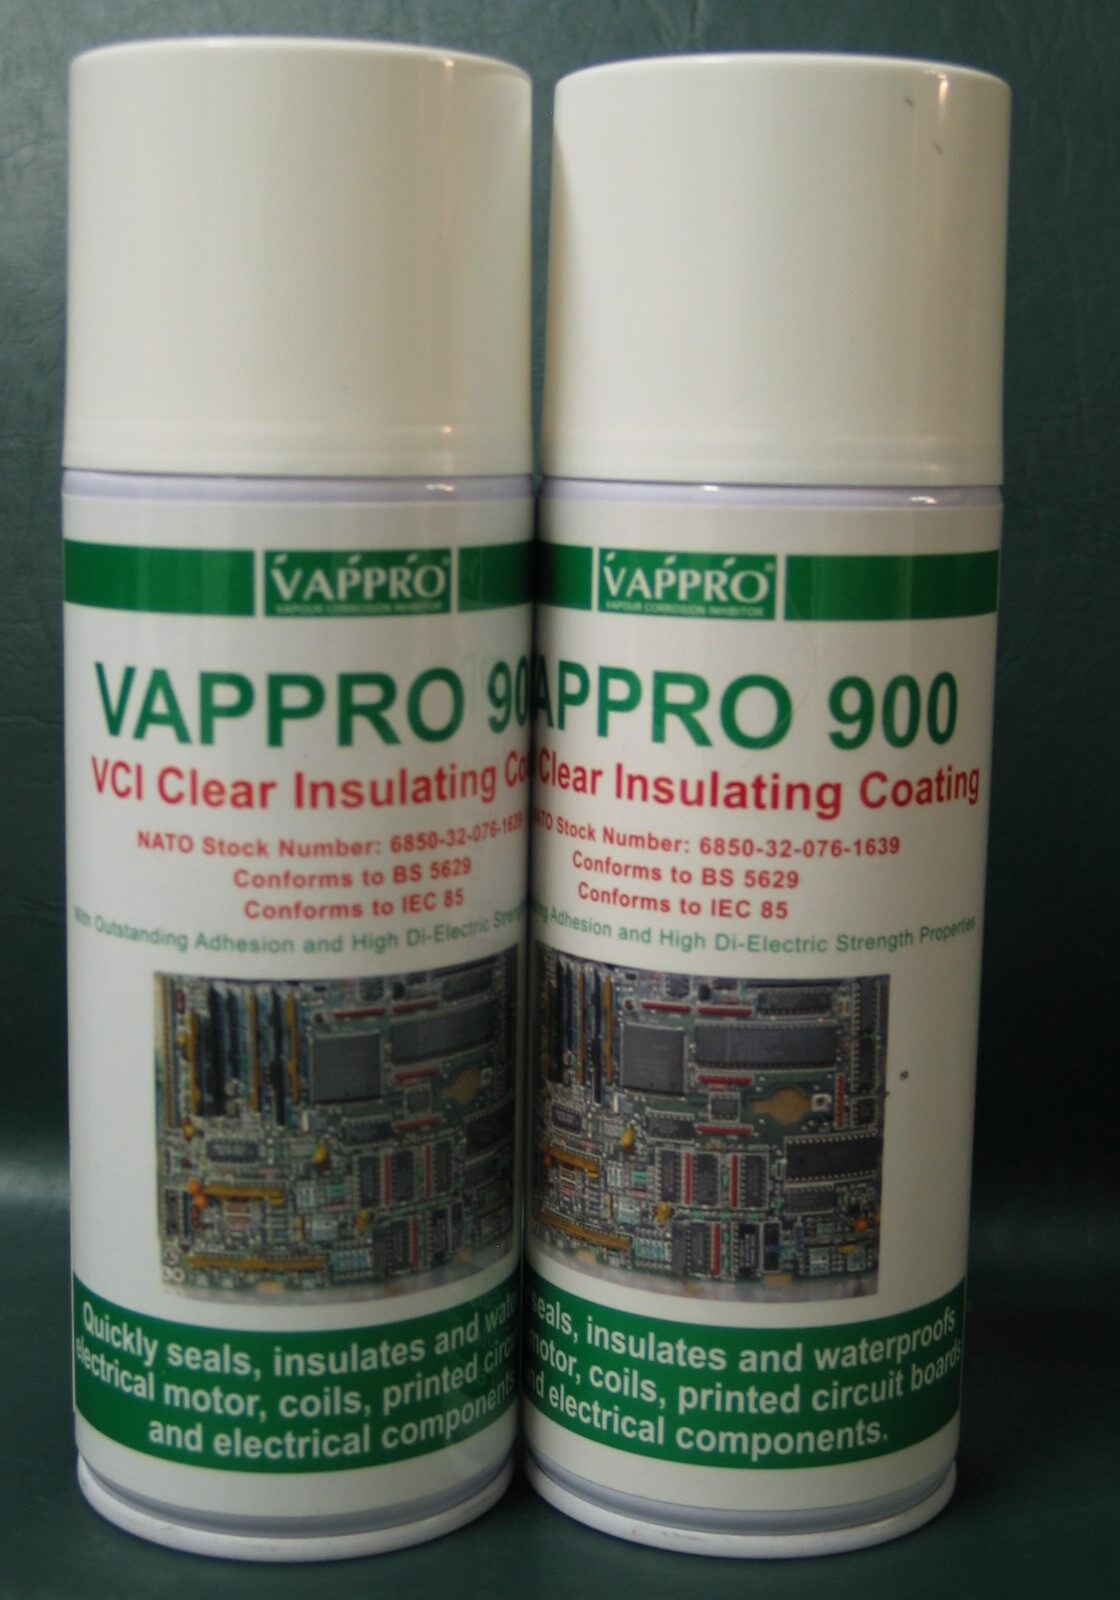 VAPPRO®
VAPOUR CORROSION INHIBITOR
VAPPRO 90
VCI Clear Insulating Co
NATO Stock Number: 6850-32-076-1639
Conforms to BS 5629
Conforms to IEC 85
With Outstanding Adhesion and High Di-Electric Streng
Quickly seals, insulates and wate
electrical motor, coils, printed circu
and electrical components
VAPPRO®
VAPOUR CORROSION INHIBITOR
APPRO 900
Clear Insulating Coating
NATO Stock Number: 6850-32-076-1639
Conforms to BS 5629
Conforms to IEC 85
ing Adhesion and High Di-Electric Strength Properties
seals, insulates and waterproofs
motor, coils, printed circuit boards
nd electrical components.